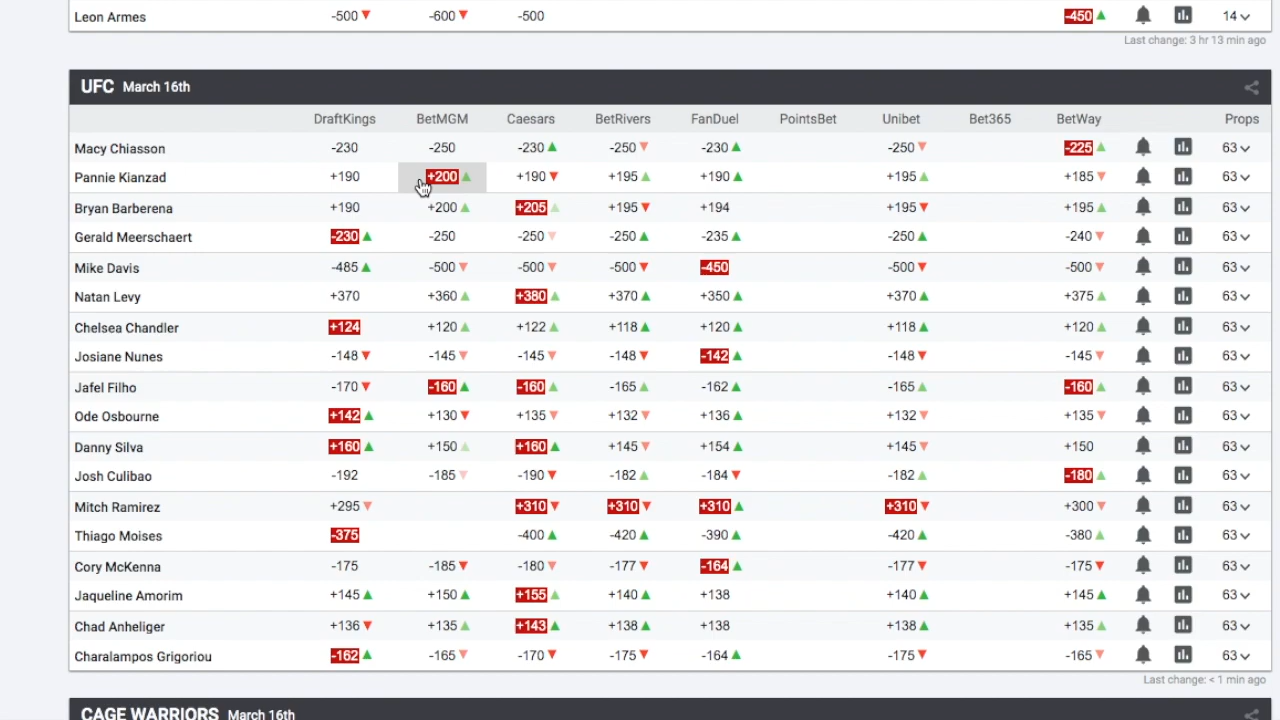 Leon Armes -500 -600 -500 -450 14
Last change: 3 hr 13 min ago
UFC March 16th
DraftKings BetMGM Caesars BetRivers FanDuel PointsBet Unibet Bet365 BetWay Props
Macy Chiasson -230 -250 -230 -250 -230 -250 -225 63
Pannie Kianzad +190 +200 +190 +195 +190 +195 +185 63
Bryan Barberena +190 +200 +205 +195 +194 +195 +195 63
Gerald Meerschaert -230 -250 -250 -250 -235 -250 -240 63
Mike Davis -485 -500 -500 -500 -450 -500 -500 63
Natan Levy +370 +360 +380 +370 +350 +370 +375 63
Chelsea Chandler +124 +120 +122 +118 +120 +118 +120 63
Josiane Nunes -148 -145 -145 -148 -142 -148 -145 63
Jafel Filho -170 -160 -160 -165 -162 -165 -160 63
Ode Osbourne +142 +130 +135 +132 +136 +132 +135 63
Danny Silva +160 +150 +160 +145 +154 +145 +150 63
Josh Culibao -192 -185 -190 -182 -184 -182 -180 63
Mitch Ramirez +295 +310 +310 +310 +310 +300 63
Thiago Moises -375 -400 -420 -390 -420 -380 63
Cory McKenna -175 -185 -180 -177 -164 -177 -175 63
Jaqueline Amorim +145 +150 +155 +140 +138 +140 +145 63
Chad Anheliger +136 +135 +143 +138 +138 +138 +135 63
Charalampos Grigoriou -162 -165 -170 -175 -164 -175 -165 63
Last change: < 1 min ago
CAGE WARRIORS March 16th